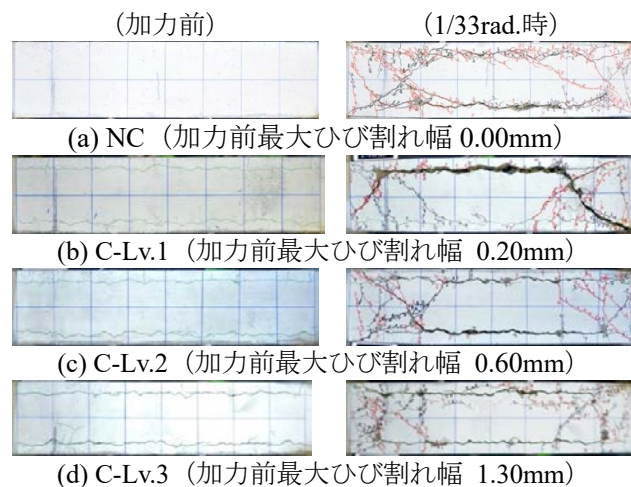 (加力前) (1/33rad.時)
(a) NC (加力前最大ひび割れ幅 0.00mm)
(b) C-Lv.1 (加力前最大ひび割れ幅 0.20mm)
(c) C-Lv.2 (加力前最大ひび割れ幅 0.60mm)
(d) C-Lv.3 (加力前最大ひび割れ幅 1.30mm)